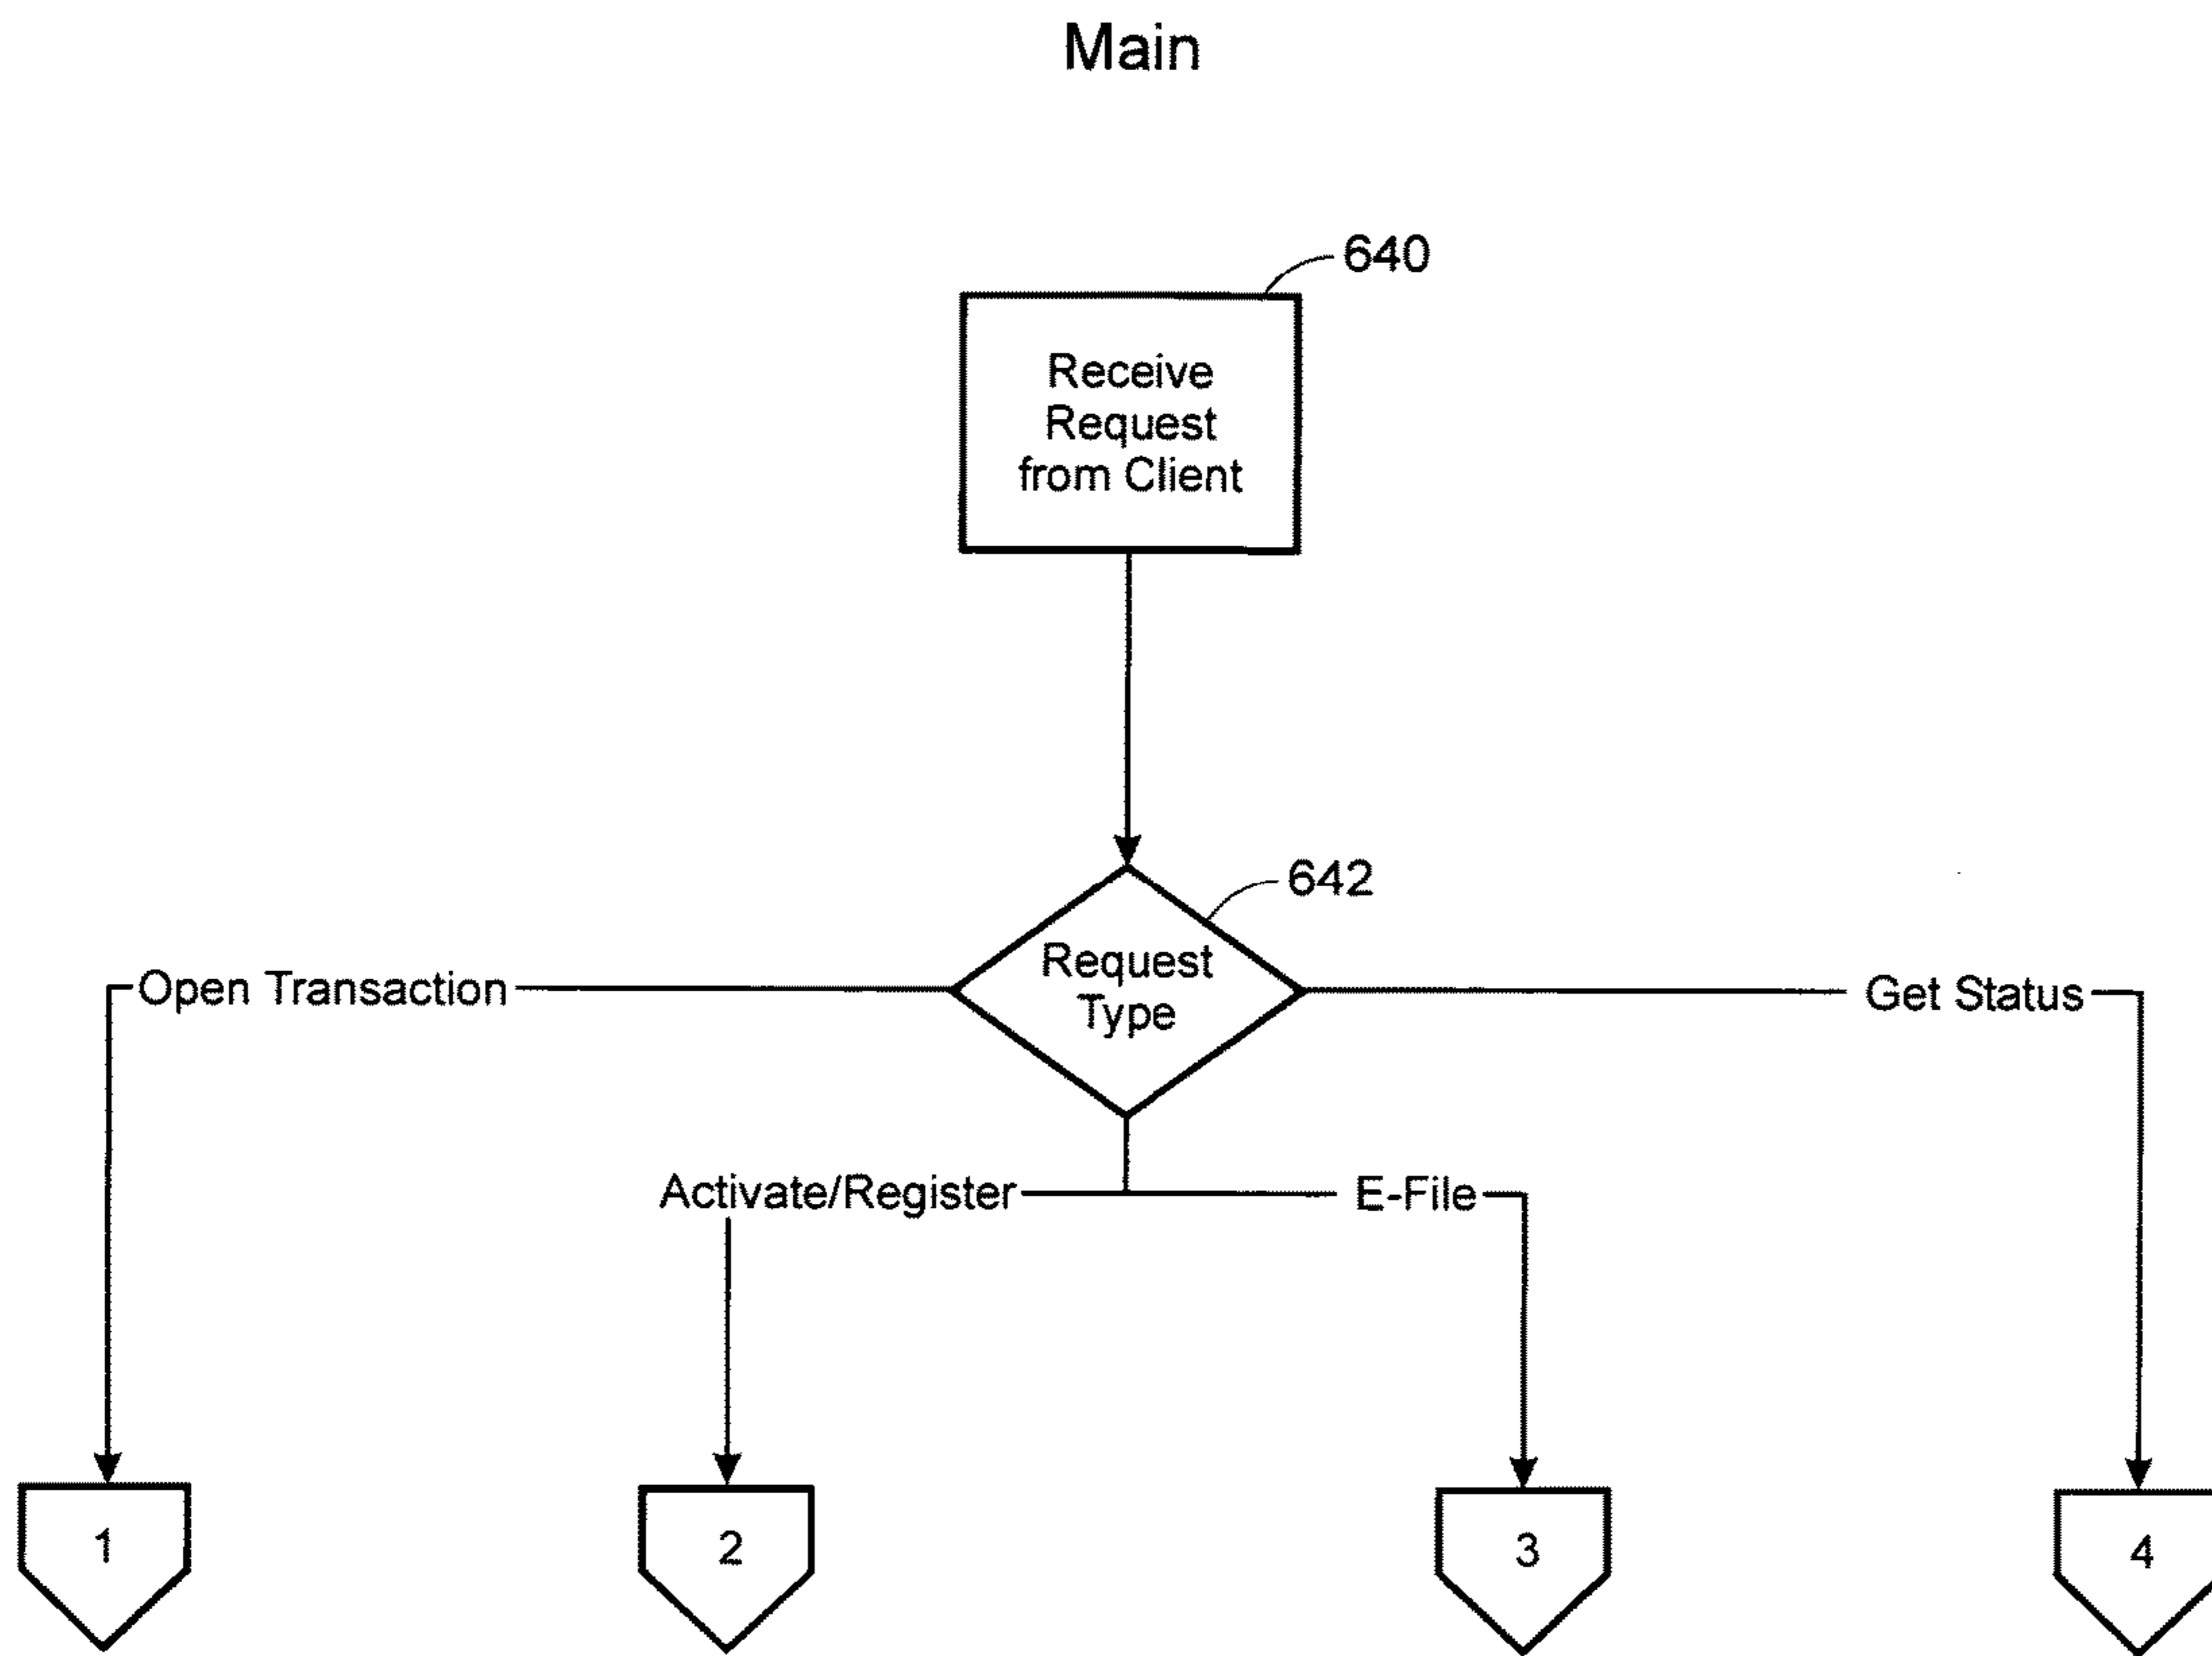 Main
640
Receive
Request
from Client
642
Request
Type
Open Transaction
Get Status
Activate/Register
E-File
1
2
3
4